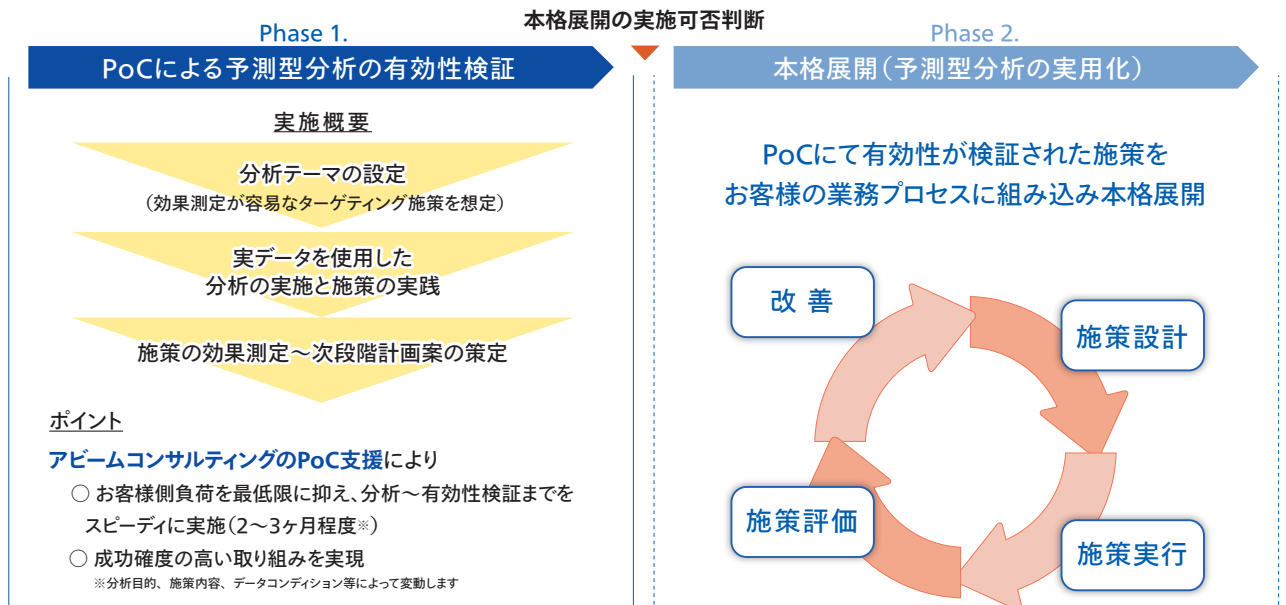 本格展開の実施可否判断
Phase 1.
PoCによる予測型分析の有効性検証
実施概要
分析テーマの設定
（効果測定が容易なターゲティング施策を想定）
実データを使用した
分析の実施と施策の実践
施策の効果測定～次段階計画案の策定
ポイント
アビームコンサルティングのPoC支援により
○ お客様側負荷を最低限に抑え、分析～有効性検証までを
スピーディに実施（2～3ヶ月程度※）
○ 成功確度の高い取り組みを実現
※分析目的、施策内容、データコンディション等によって変動します
Phase 2.
本格展開（予測型分析の実用化）
PoCにて有効性が検証された施策を
お客様の業務プロセスに組み込み本格展開
改 善
施策設計
施策評価
施策実行